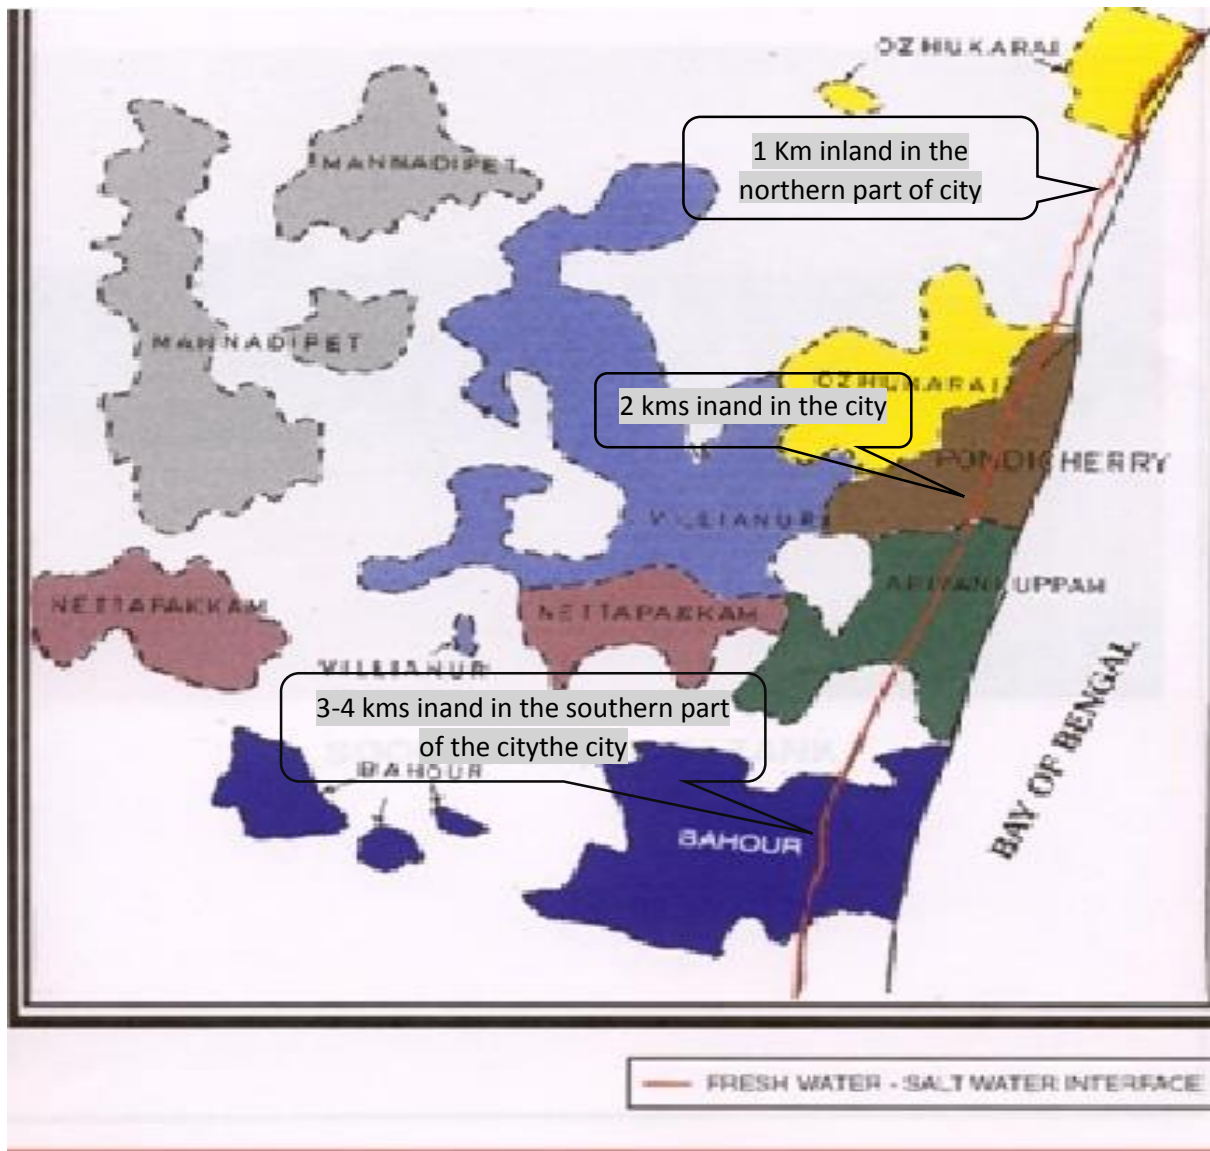 OZHUKARAI
1 Km inland in the
northern part of city
MANNADIPET
MANNADIPET
OZHUKARAI
2 kms inand in the city
PONDICHERRY
VILLIANUR
ARIYANKUPPAM
NETTAPAKKAM
NETTAPAKKAM
VILLIANUR
3-4 kms inand in the southern part
of the citythe city
BAHOUR
BAHOUR
BAY OF BENGAL
FRESH WATER - SALT WATER INTERFACE